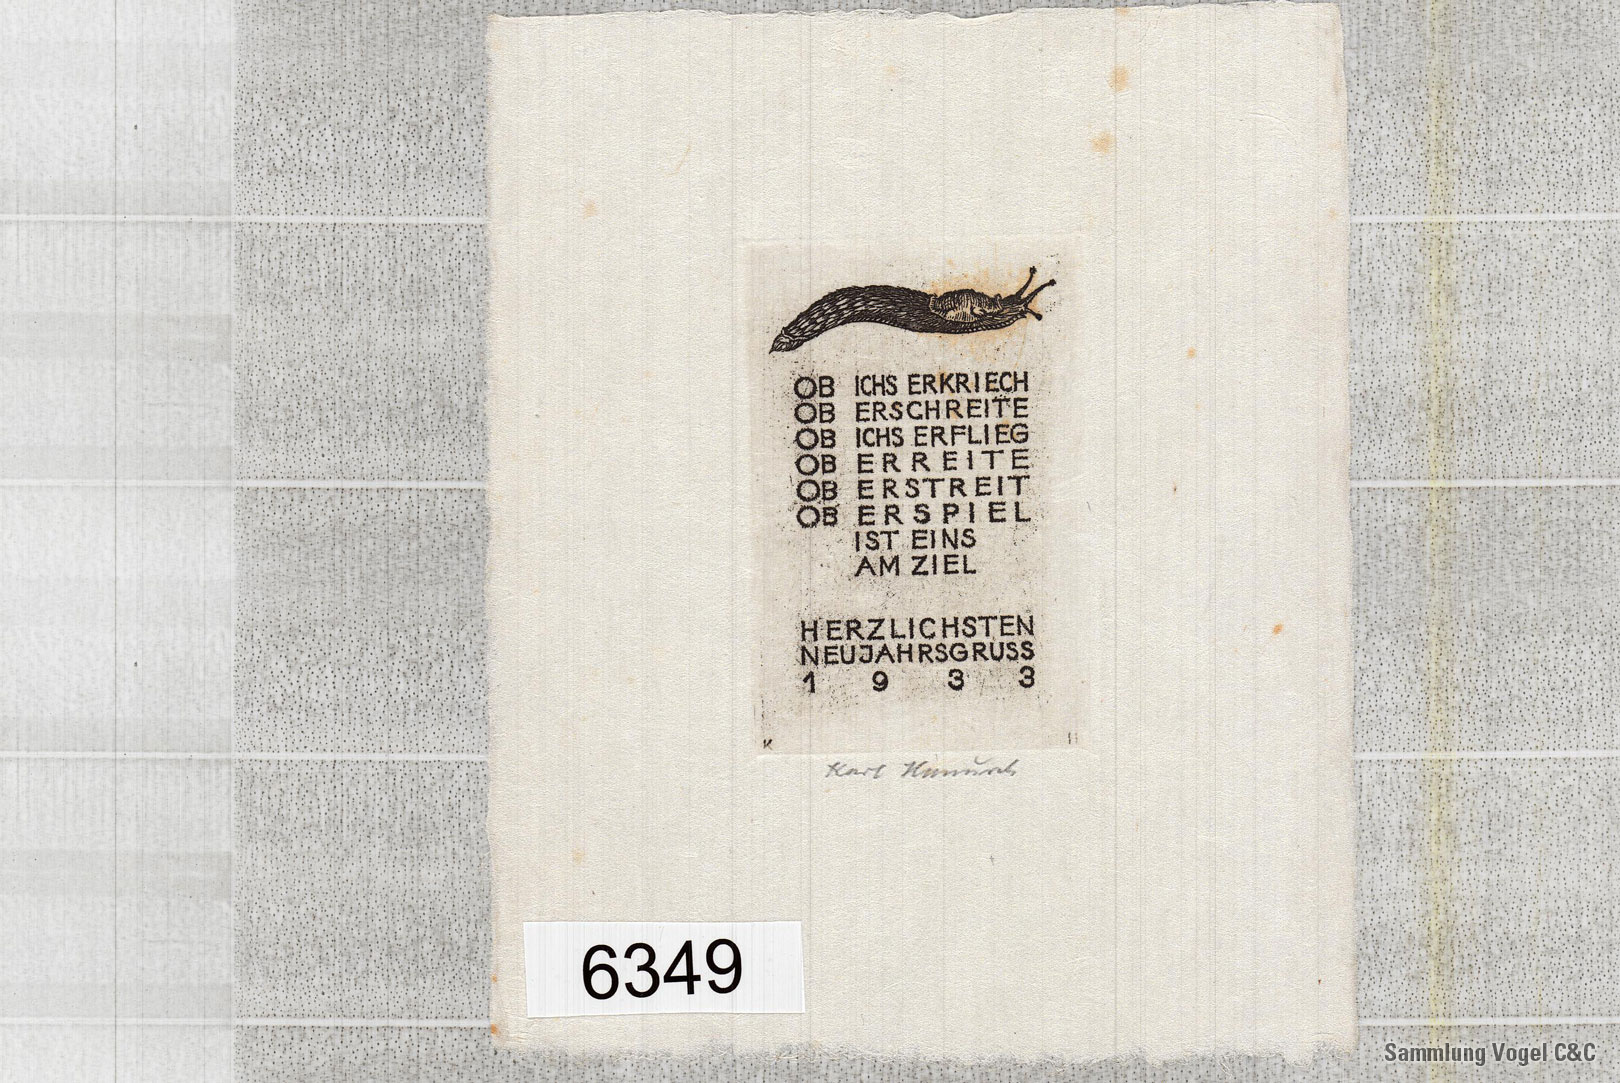 OB ICHS ERKRIECH
OB ERSCHREITE
OB ICHS ERFLIEG
OB ERREITE
OB ERSTREIT
OB ERSPIEL
IST EINS
AM ZIEL
HERZLICHSTEN
NEUJAHRSGRUSS
1 9 3 3
K H
Karl
6349
Sammlung Vogel C&C